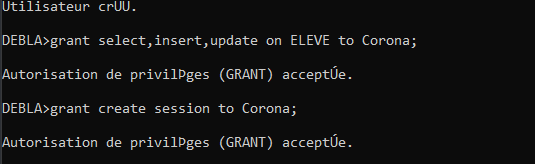 Utilisateur crÚÚ.
DEBLA>grant select,insert,update on ELEVE to Corona;
Autorisation de privilÞges (GRANT) acceptÚe.
DEBLA>grant create session to Corona;
Autorisation de privilÞges (GRANT) acceptÚe.